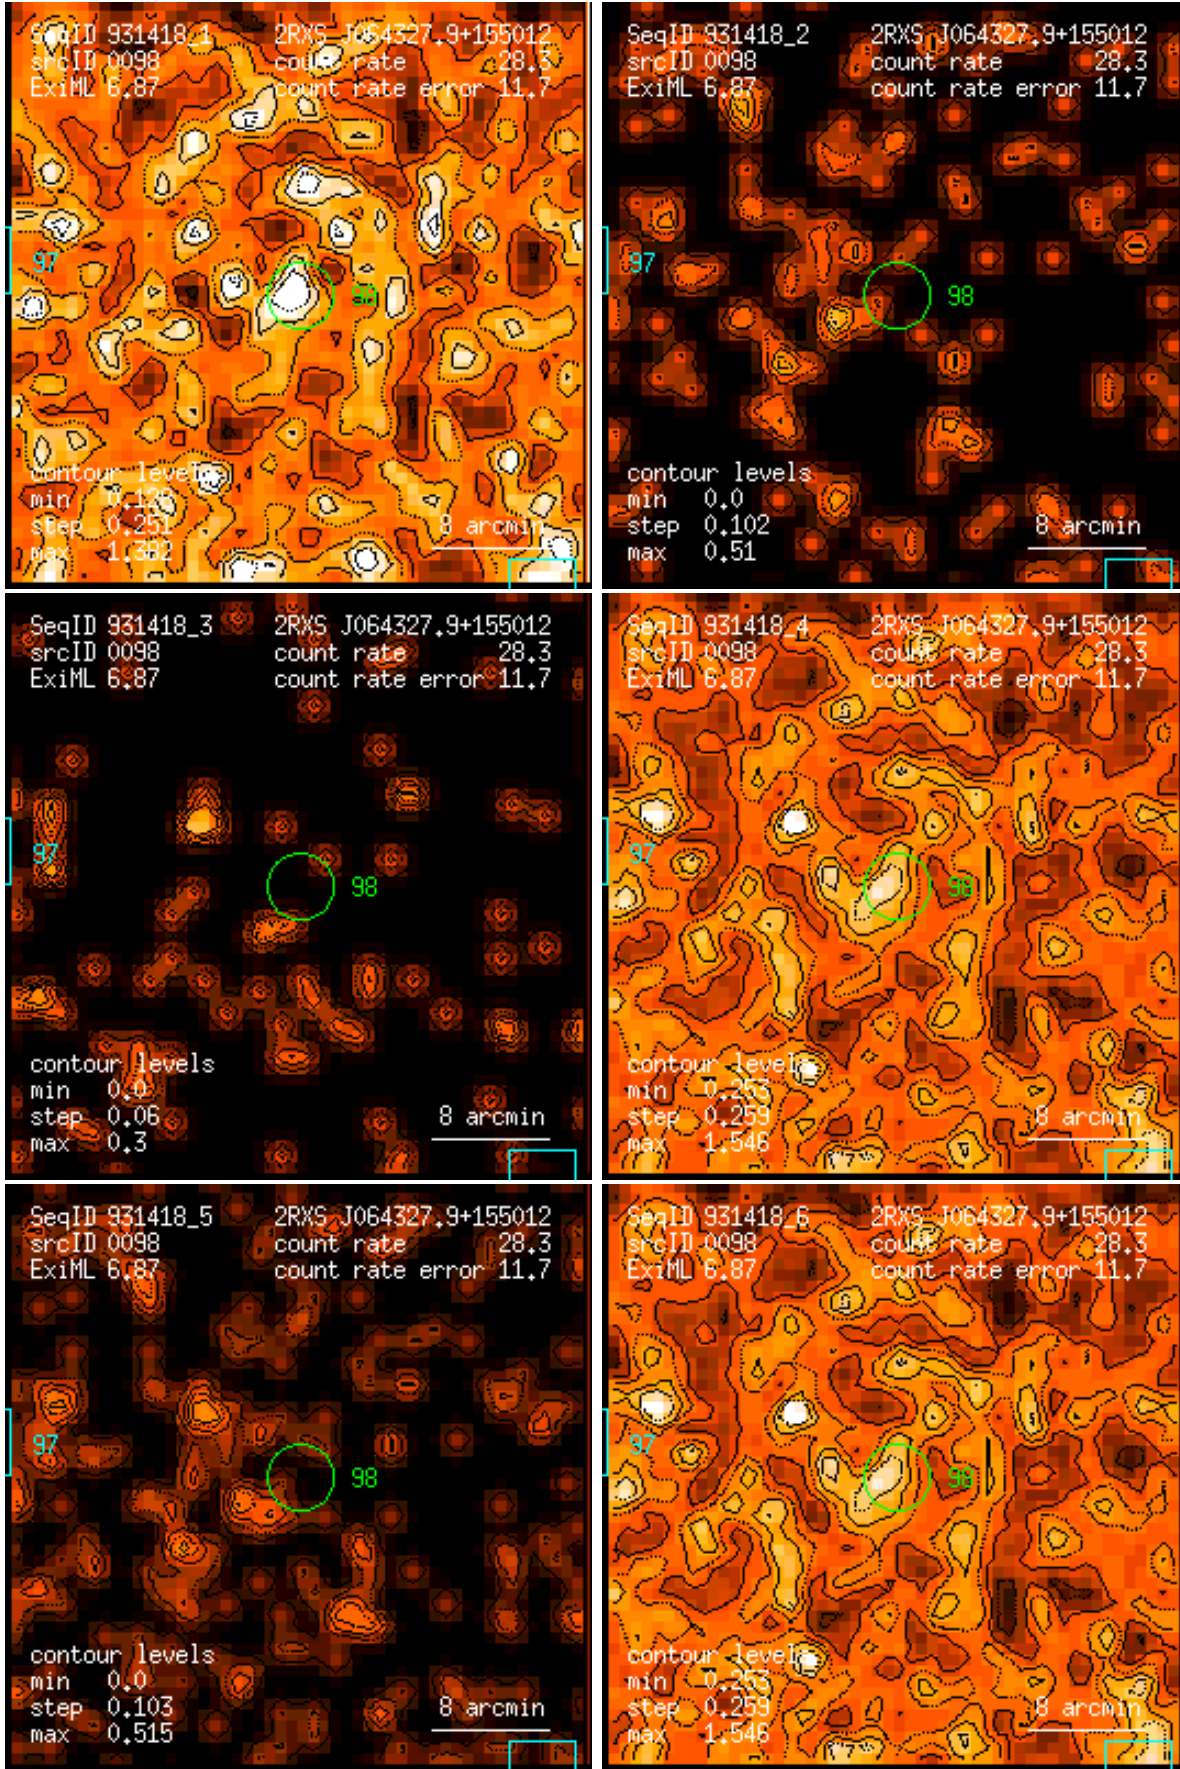 SeqID 931418_1 2RXS J064327.9+155012
srcID 0098 count rate 28.3
ExiML 6.87 count rate error 11.7
97
98
contour levels
min 0.126
step 0.251
max 1.382
8 arcmin
SeqID 931418_2 2RXS J064327.9+155012
srcID 0098 count rate 28.3
ExiML 6.87 count rate error 11.7
97
98
contour levels
min 0.0
step 0.102
max 0.51
8 arcmin
SeqID 931418_3 2RXS J064327.9+155012
srcID 0098 count rate 28.3
ExiML 6.87 count rate error 11.7
97
98
contour levels
min 0.0
step 0.06
max 0.3
8 arcmin
SeqID 931418_4 2RXS J064327.9+155012
srcID 0098 count rate 28.3
ExiML 6.87 count rate error 11.7
97
98
contour levels
min 0.253
step 0.259
max 1.546
8 arcmin
SeqID 931418_5 2RXS J064327.9+155012
srcID 0098 count rate 28.3
ExiML 6.87 count rate error 11.7
97
98
contour levels
min 0.0
step 0.103
max 0.515
8 arcmin
SeqID 931418_6 2RXS J064327.9+155012
srcID 0098 count rate 28.3
ExiML 6.87 count rate error 11.7
97
98
contour levels
min 0.253
step 0.259
max 1.546
8 arcmin